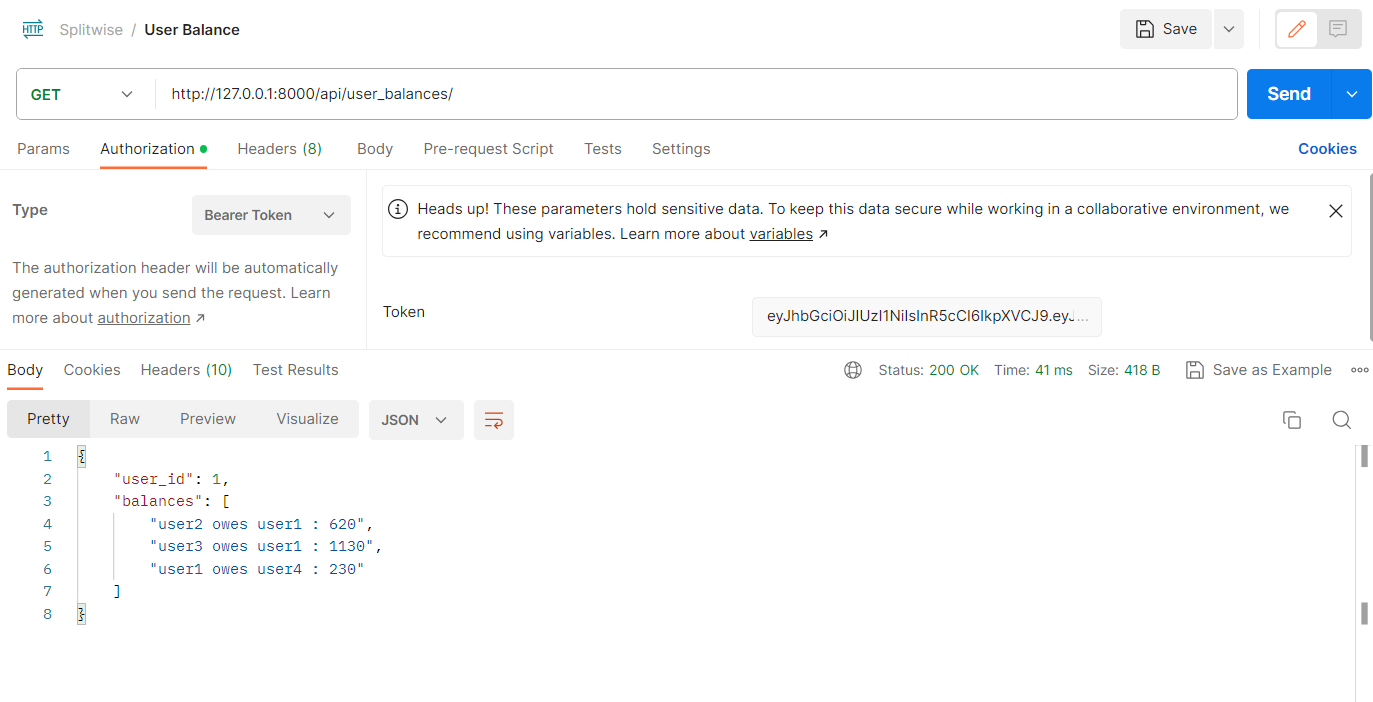 HTTP Splitwise / User Balance Save
GET http://127.0.0.1:8000/api/user_balances/ Send
Params Authorization Headers (8) Body Pre-request Script Tests Settings Cookies
Type Bearer Token
The authorization header will be automatically
generated when you send the request. Learn
more about authorization ↗
Heads up! These parameters hold sensitive data. To keep this data secure while working in a collaborative environment, we
recommend using variables. Learn more about variables ↗
Token eyJhbGciOiJIUzI1NiIsInR5cCI6IkpXVCJ9.eyJ...
Body Cookies Headers (10) Test Results Status: 200 OK Time: 41 ms Size: 418 B Save as Example
Pretty Raw Preview Visualize JSON
1 {
2 "user_id": 1,
3 "balances": [
4 "user2 owes user1 : 620",
5 "user3 owes user1 : 1130",
6 "user1 owes user4 : 230"
7 ]
8 }